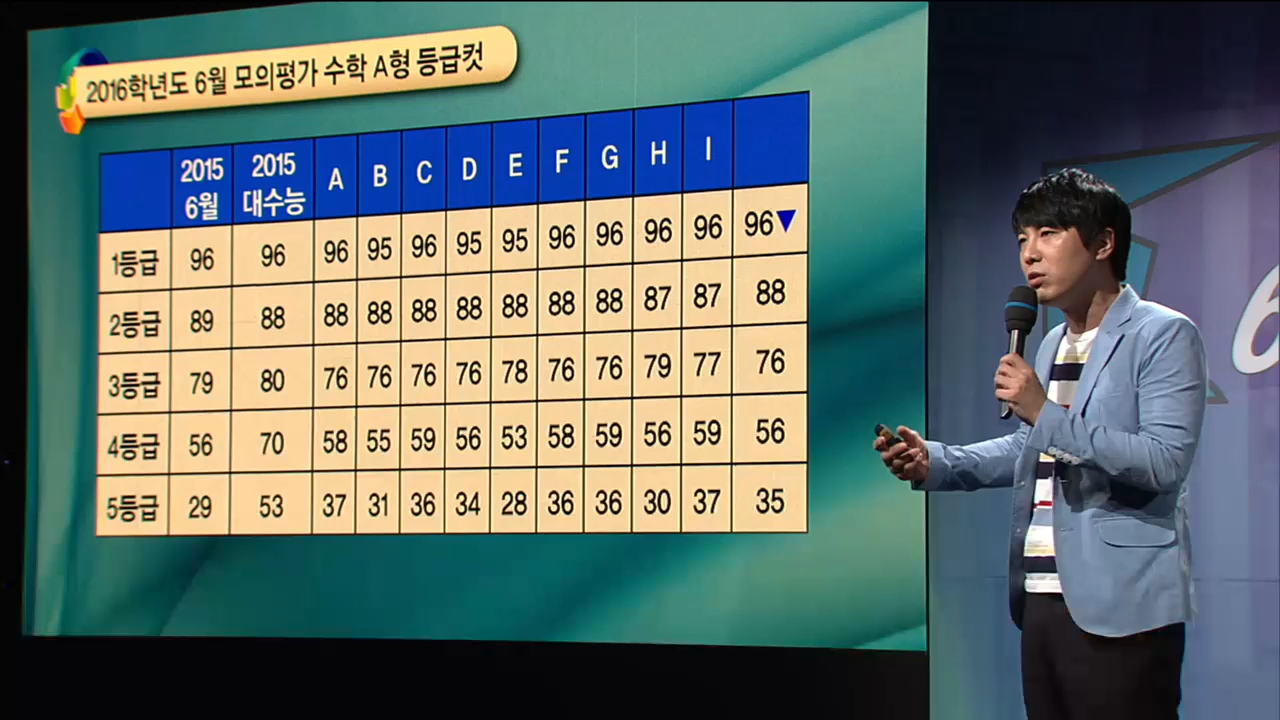 2016학년도 6월 모의평가 수학 A형 등급컷
2015 6월 2015 대수능 A B C D E F G H I
1등급 96 96 96 95 96 95 95 96 96 96 96 96▼
2등급 89 88 88 88 88 88 88 88 88 87 87 88
3등급 79 80 76 76 76 76 78 76 76 79 77 76
4등급 56 70 58 55 59 56 53 58 59 56 59 56
5등급 29 53 37 31 36 34 28 36 36 30 37 35
6